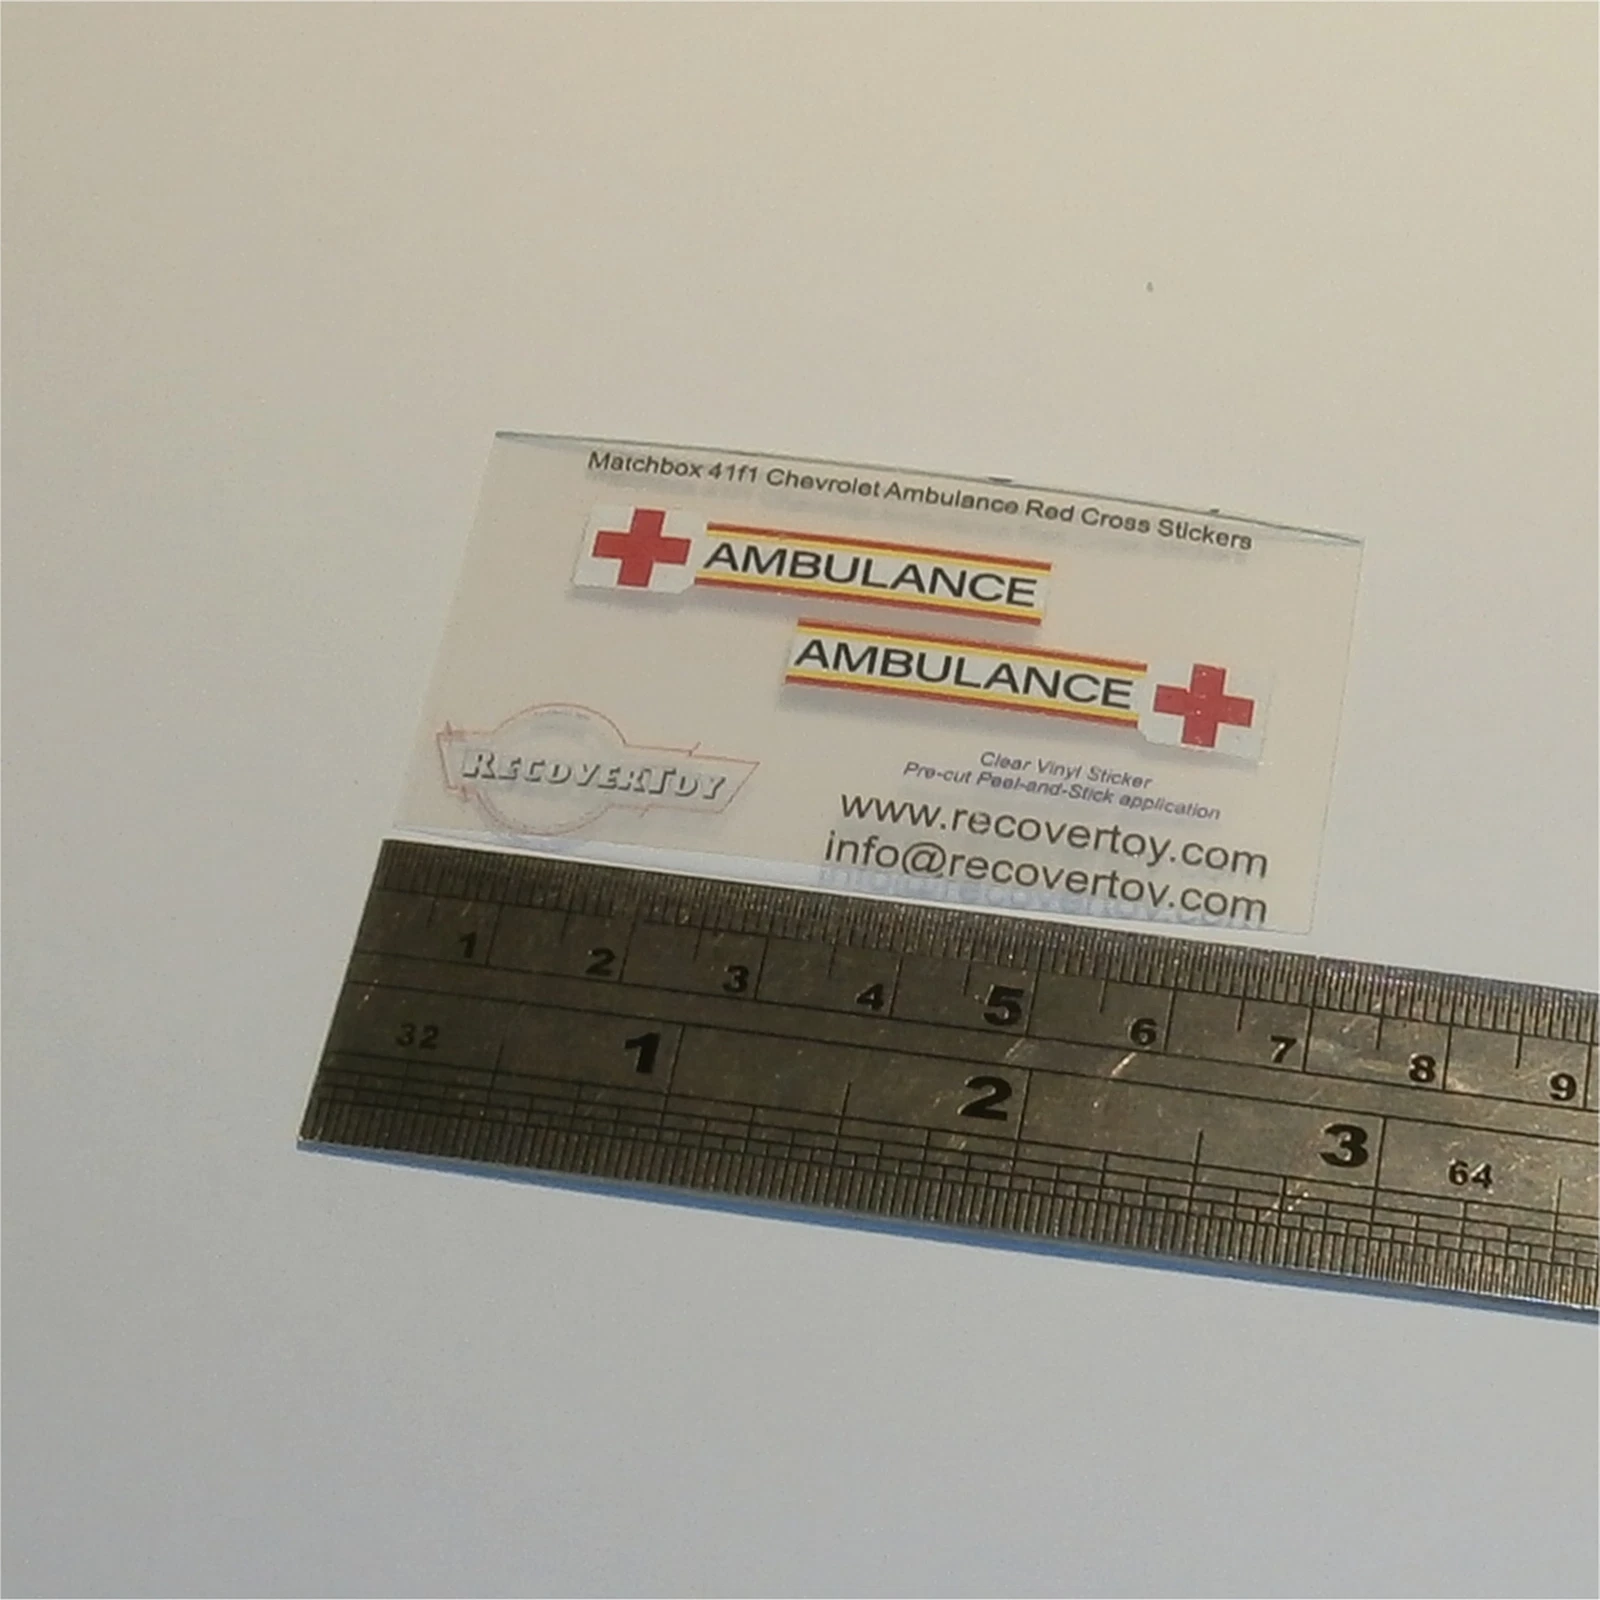 Matchbox 41f1 Chevrolet Ambulance Red Cross Stickers
AMBULANCE
AMBULANCE
RECOVERTOY
Clear Vinyl Sticker
Pre-cut Peel-and-Stick application
www.recovertoy.com
info@recovertoy.com
1 2 3 4 5 6 7 8 9
32 1 2 3 64